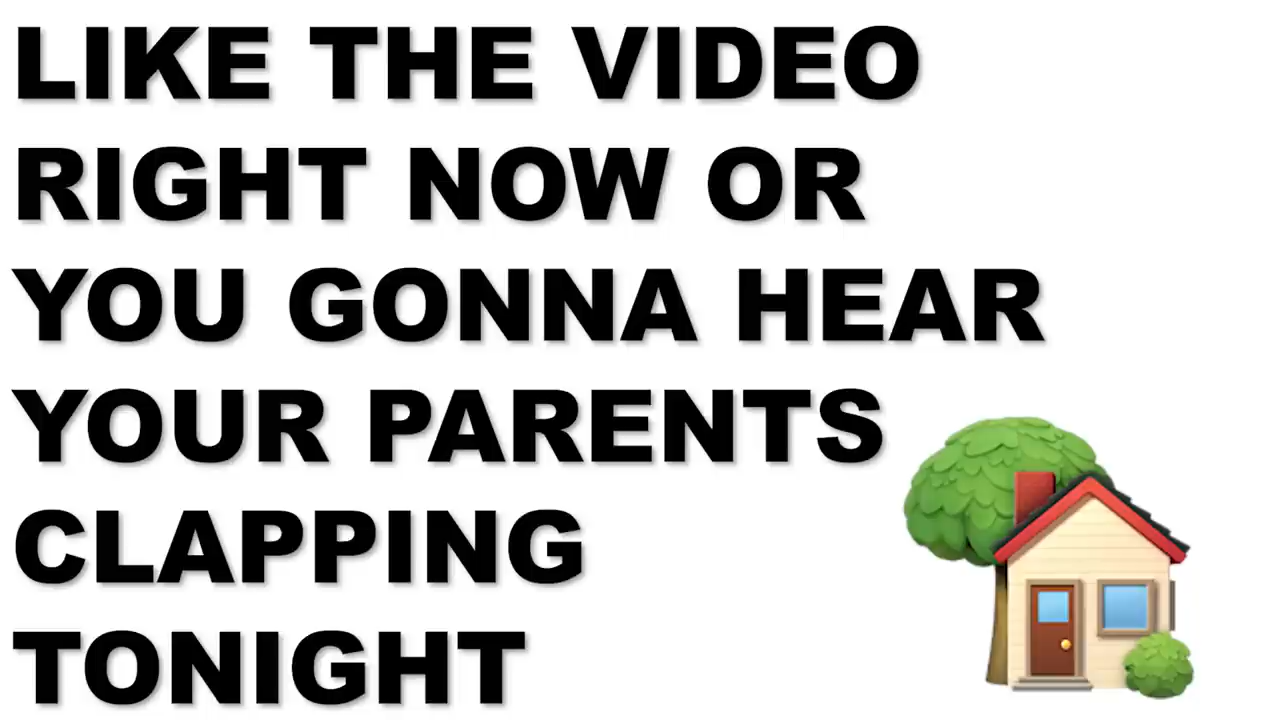 LIKE THE VIDEO
RIGHT NOW OR
YOU GONNA HEAR
YOUR PARENTS
CLAPPING
TONIGHT